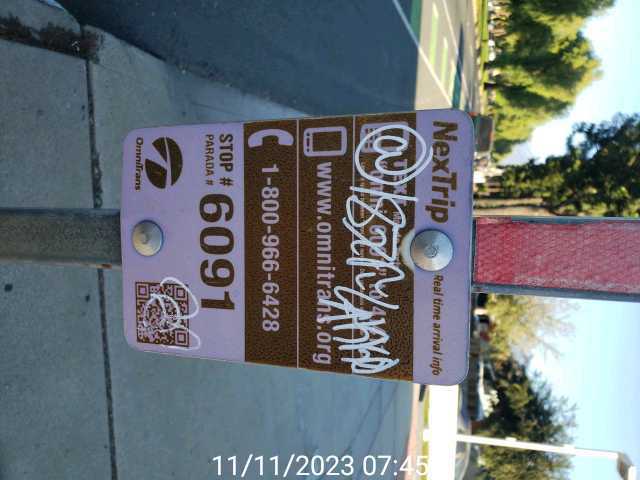 NexTrip
Real time arrival info
www.omnitrans.org
1-800-966-6428
STOP #
PARADA #
6091
OmniTrans
11/11/2023 07:45